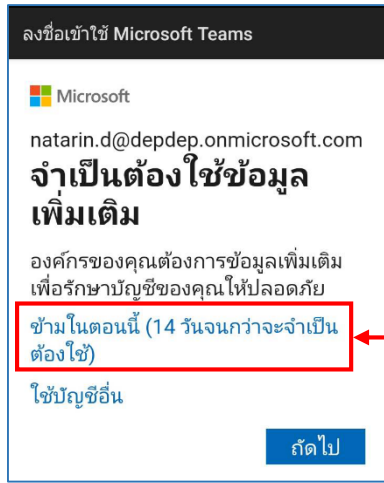 ลงชื่อเข้าใช้ Microsoft Teams
Microsoft
natarin.d@depdep.onmicrosoft.com
จำเป็นต้องใช้ข้อมูล
เพิ่มเติม
องค์กรของคุณต้องการข้อมูลเพิ่มเติม
เพื่อรักษาบัญชีของคุณให้ปลอดภัย
ข้ามในตอนนี้ (14 วันจนกว่าจะจำเป็น
ต้องใช้)
ใช้บัญชีอื่น
ถัดไป